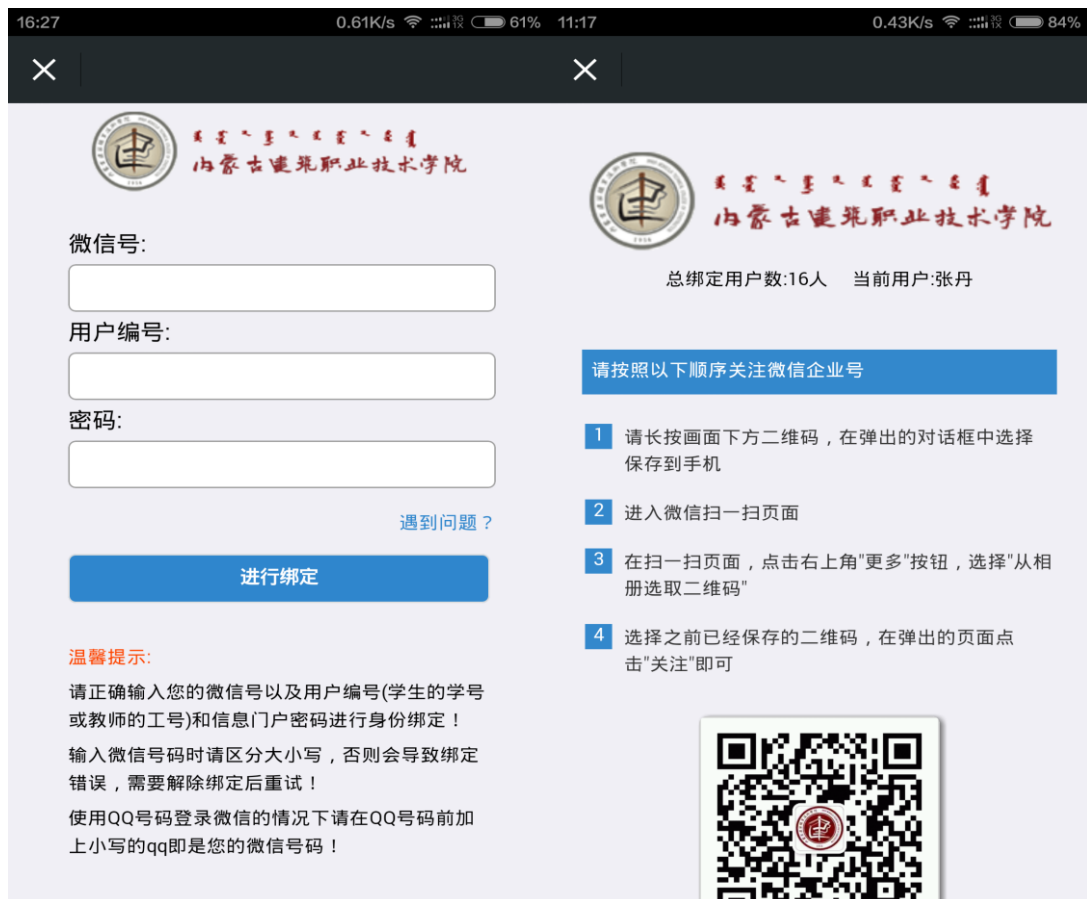 16:27
0.61K/s
61%
内蒙古建筑职业技术学院
微信号:
用户编号:
密码:
遇到问题？
进行绑定
温馨提示:
请正确输入您的微信号以及用户编号(学生的学号
或教师的工号)和信息门户密码进行身份绑定！
输入微信号码时请区分大小写，否则会导致绑定
错误，需要解除绑定后重试！
使用QQ号码登录微信的情况下请在QQ号码前加
上小写的qq即是您的微信号码！
11:17
0.43K/s
84%
内蒙古建筑职业技术学院
总绑定用户数:16人 当前用户:张丹
请按照以下顺序关注微信企业号
1 请长按画面下方二维码，在弹出的对话框中选择
保存到手机
2 进入微信扫一扫页面
3 在扫一扫页面，点击右上角"更多"按钮，选择"从相
册选取二维码"
4 选择之前已经保存的二维码，在弹出的页面点
击"关注"即可